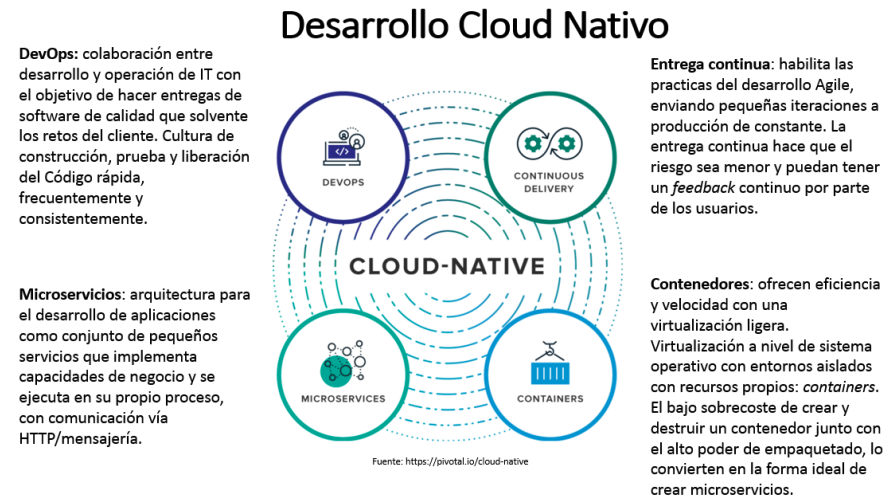 Desarrollo Cloud Nativo
DevOps: colaboración entre
desarrollo y operación de IT con
el objetivo de hacer entregas de
software de calidad que solvente
los retos del cliente. Cultura de
construcción, prueba y liberación
del Código rápida,
frecuentemente y
consistentemente.
Entrega continua: habilita las
practicas del desarrollo Agile,
enviando pequeñas iteraciones a
producción de constante. La
entrega continua hace que el
riesgo sea menor y puedan tener
un feedback continuo por parte
de los usuarios.
</>
DEVOPS
CONTINUOUS
DELIVERY
CLOUD-NATIVE
MICROSERVICES
CONTAINERS
Microservicios: arquitectura para
el desarrollo de aplicaciones
como conjunto de pequeños
servicios que implementa
capacidades de negocio y se
ejecuta en su propio proceso,
con comunicación vía
HTTP/mensajería.
Contenedores: ofrecen eficiencia
y velocidad con una
virtualización ligera.
Virtualización a nivel de sistema
operativo con entornos aislados
con recursos propios: containers.
El bajo sobrecoste de crear y
destruir un contenedor junto con
el alto poder de empaquetado, lo
convierten en la forma ideal de
crear microservicios.
Fuente: https://pivotal.io/cloud-native